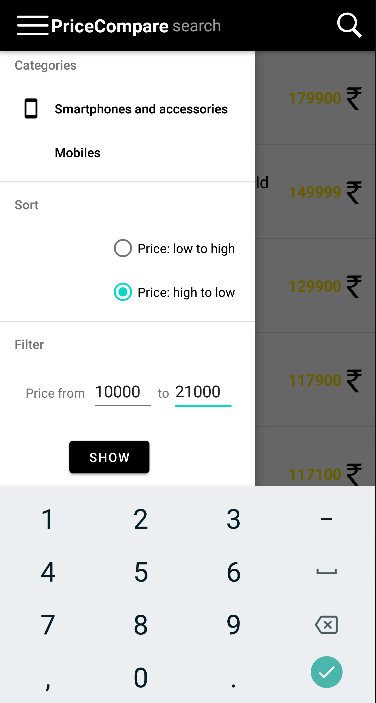 PriceCompare search
Categories
Smartphones and accessories
Mobiles
Sort
Price: low to high
Price: high to low
Filter
Price from 10000 to 21000
SHOW
179900 ₹
ld
149999 ₹
129900 ₹
117900 ₹
117100 ₹
1 2 3 -
4 5 6
7 8 9
, 0 .